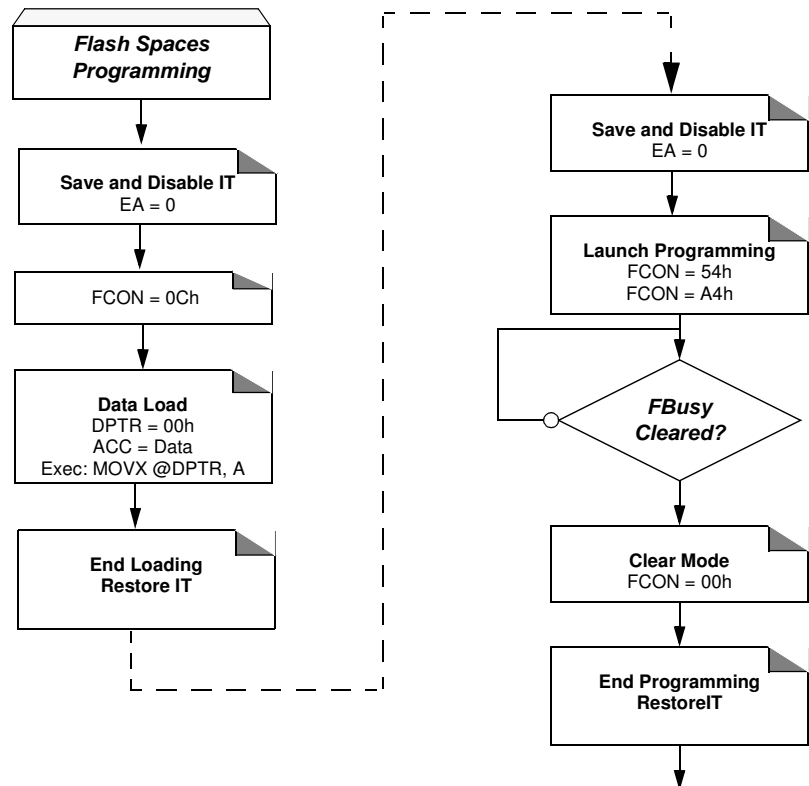 Flash Spaces
Programming
Save and Disable IT
EA = 0
FCON = 0Ch
Data Load
DPTR = 00h
ACC = Data
Exec: MOVX @DPTR, A
End Loading
Restore IT
Save and Disable IT
EA = 0
Launch Programming
FCON = 54h
FCON = A4h
FBusy
Cleared?
Clear Mode
FCON = 00h
End Programming
RestoreIT